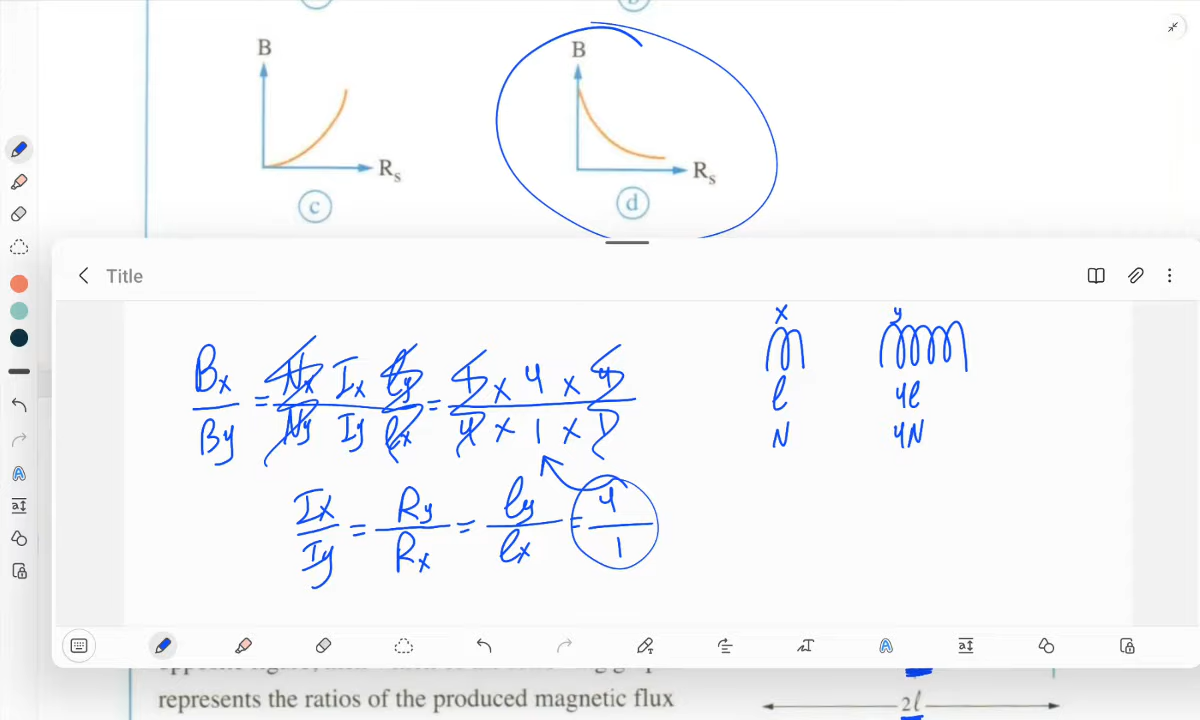 B
B
R_s
R_s
c
d
Title
x
y
B_x/B_y = N_x I_x ℓ_y / N_y I_y ℓ_x = 1 × 4 × 4 / 4 × 1 × 1
ℓ
4ℓ
N
4N
I_x/I_y = R_y/R_x = ℓ_y/ℓ_x = 4/1
represents the ratios of the produced magnetic flux
2l